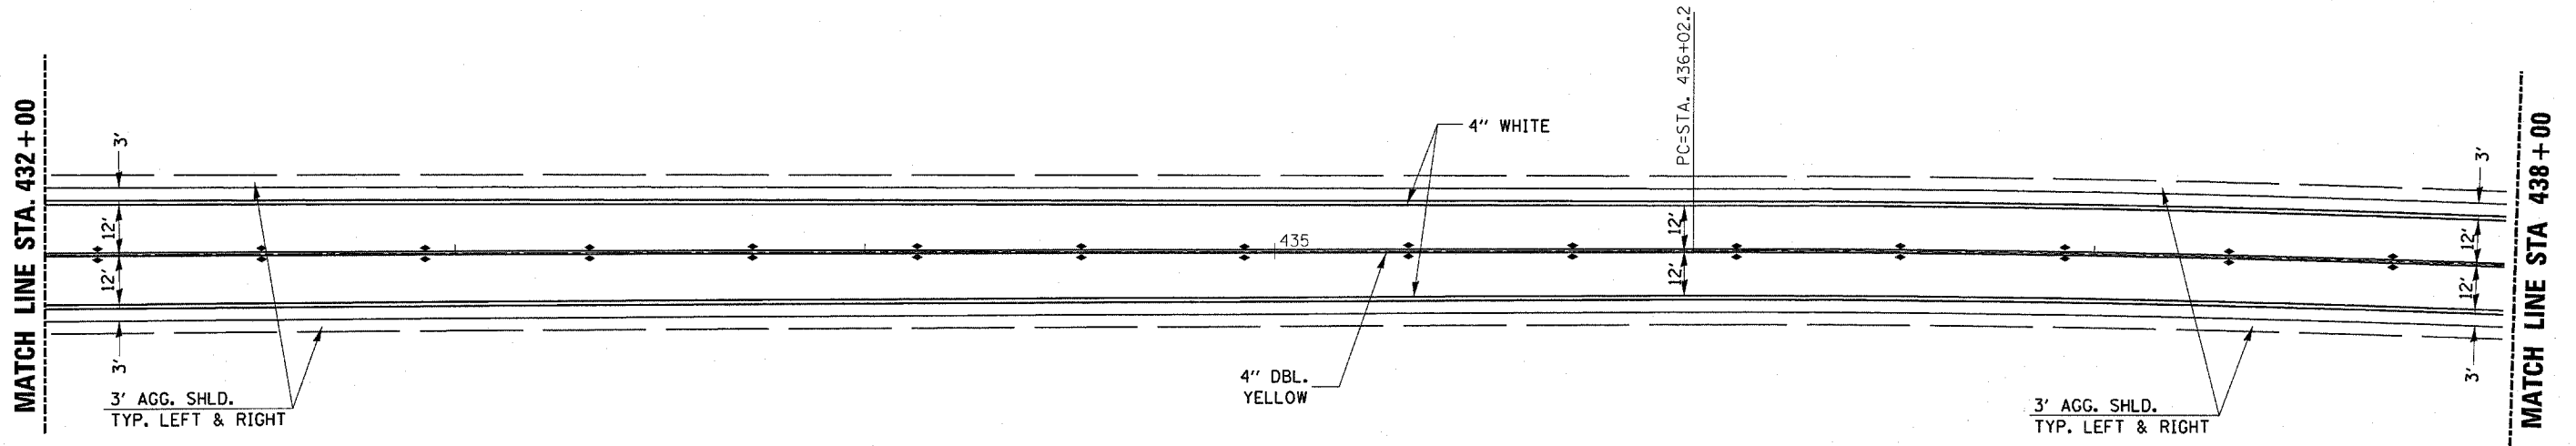 MATCH LINE STA. 432+00
3'
12'
12'
3'
3' AGG. SHLD.
TYP. LEFT & RIGHT
435
4" DBL.
YELLOW
4" WHITE
PC=STA. 436+02.2
12'
12'
3' AGG. SHLD.
TYP. LEFT & RIGHT
3'
12'
12'
3'
MATCH LINE STA 438+00